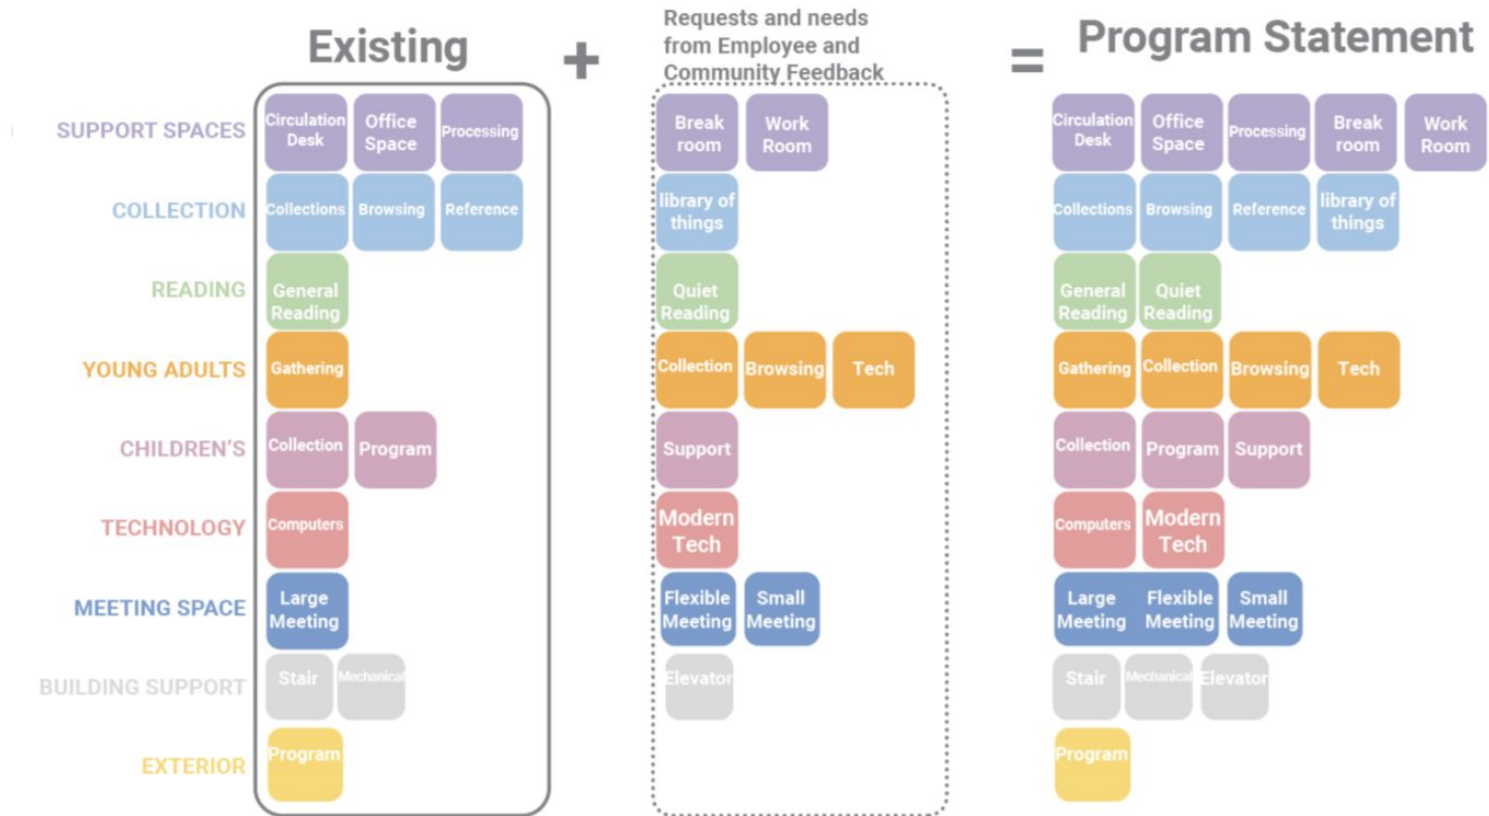 Existing
+
Requests and needs
from Employee and
Community Feedback
=
Program Statement
SUPPORT SPACES
Circulation
Desk
Office
Space
Processing
Break
room
Work
Room
Circulation
Desk
Office
Space
Processing
Break
room
Work
Room
COLLECTION
Collections
Browsing
Reference
library of
things
Collections
Browsing
Reference
library of
things
READING
General
Reading
Quiet
Reading
General
Reading
Quiet
Reading
YOUNG ADULTS
Gathering
Collection
Browsing
Tech
Gathering
Collection
Browsing
Tech
CHILDREN'S
Collection
Program
Support
Collection
Program
Support
TECHNOLOGY
Computers
Modern
Tech
Computers
Modern
Tech
MEETING SPACE
Large
Meeting
Flexible
Meeting
Small
Meeting
Large
Meeting
Flexible
Meeting
Small
Meeting
BUILDING SUPPORT
Stair
Mechanical
Elevator
Stair
Mechanical
Elevator
EXTERIOR
Program
Program